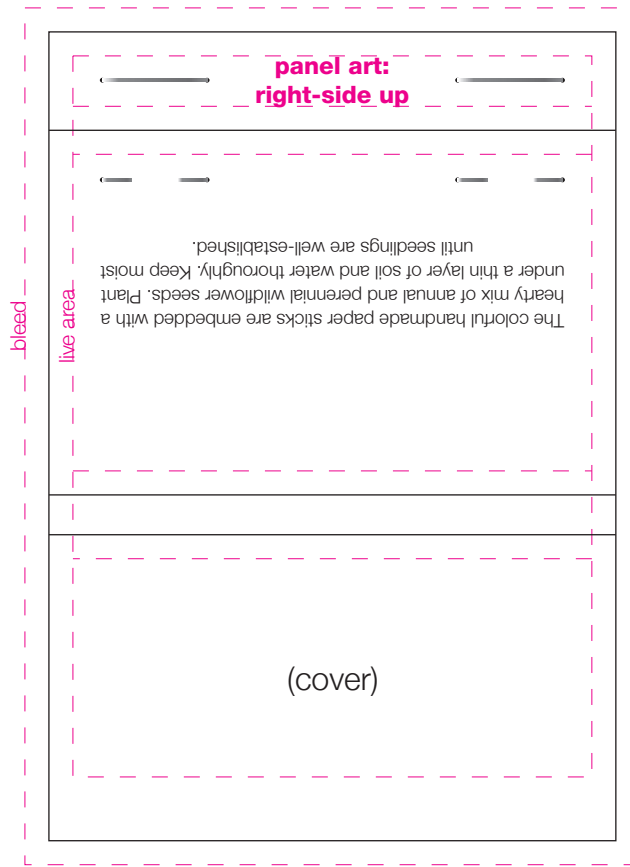 panel art:
right-side up
The colorful handmade paper sticks are embedded with a
hearty mix of annual and perennial wildflower seeds. Plant
under a thin layer of soil and water thoroughly. Keep moist
until seedlings are well-established.
bleed
live area
(cover)